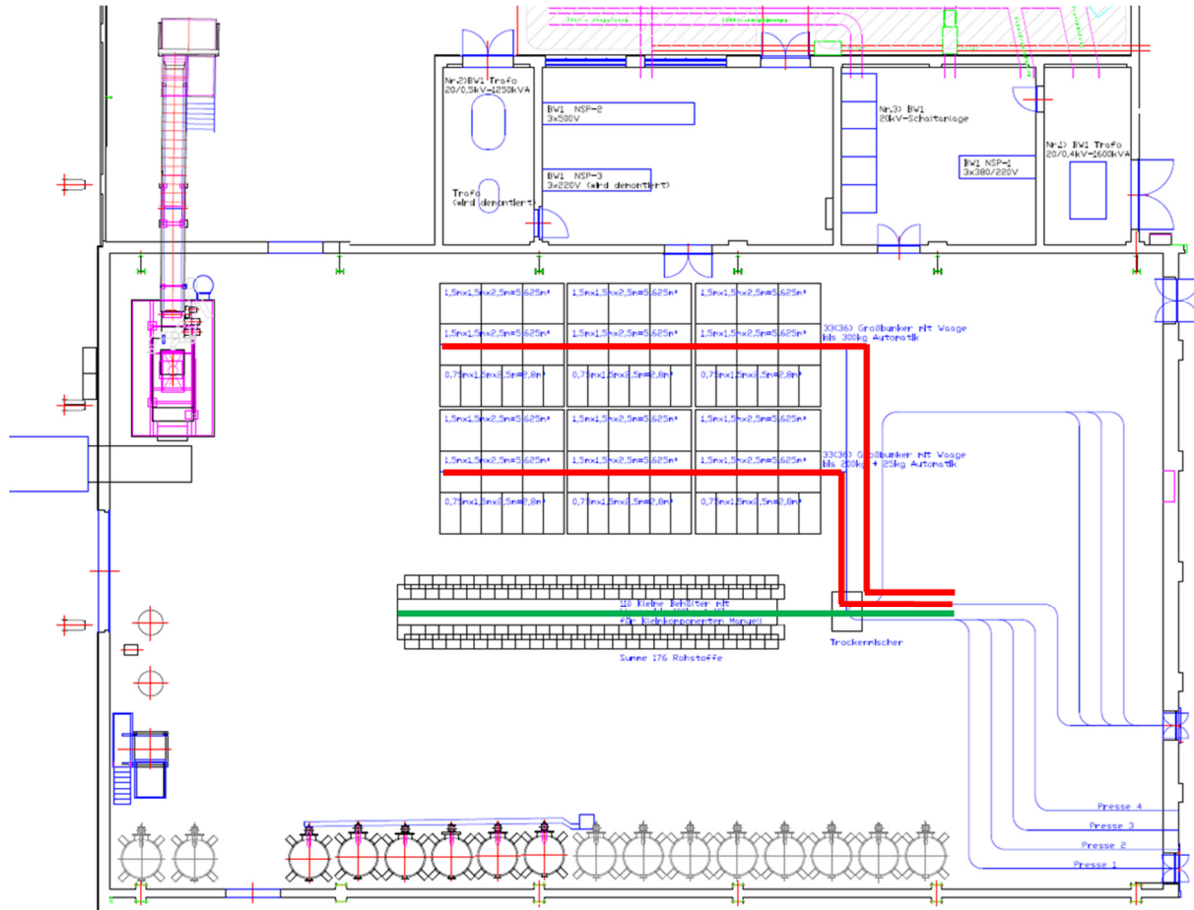 Nr.2)BW1 Trafo
20/0,5kV-1250kVA
BW1 NSP-2
3x500V
Nr.3) BW1
20kV-Schaltanlage
Nr.1) BW1 Trafo
20/0,4kV-1600kVA
BW1 NSP-1
3x380/220V
BW1 NSP-3
3x220V (wird demontiert)
Trafo
(wird demontiert)
1,5mx1,5mx2,5m=5,625m³ 1,5mx1,5mx2,5m=5,625m³ 1,5mx1,5mx2,5m=5,625m³
1,5mx1,5mx2,5m=5,625m³ 1,5mx1,5mx2,5m=5,625m³ 1,5mx1,5mx2,5m=5,625m³
33(36) Großbunker mit Waage
bis 300kg Automatik
0,75mx1,5mx2,5m=2,8m³ 0,75mx1,5mx2,5m=2,8m³ 0,75mx1,5mx2,5m=2,8m³
1,5mx1,5mx2,5m=5,625m³ 1,5mx1,5mx2,5m=5,625m³ 1,5mx1,5mx2,5m=5,625m³
1,5mx1,5mx2,5m=5,625m³ 1,5mx1,5mx2,5m=5,625m³ 1,5mx1,5mx2,5m=5,625m³
33(36) Großbunker mit Waage
bis 200kg + 25kg Automatik
0,75mx1,5mx2,5m=2,8m³ 0,75mx1,5mx2,5m=2,8m³ 0,75mx1,5mx2,5m=2,8m³
110 Kleine Behälter mit
für Kleinkomponenten Manuell
Trockenmischer
Summe 176 Rohstoffe
Presse 4
Presse 3
Presse 2
Presse 1